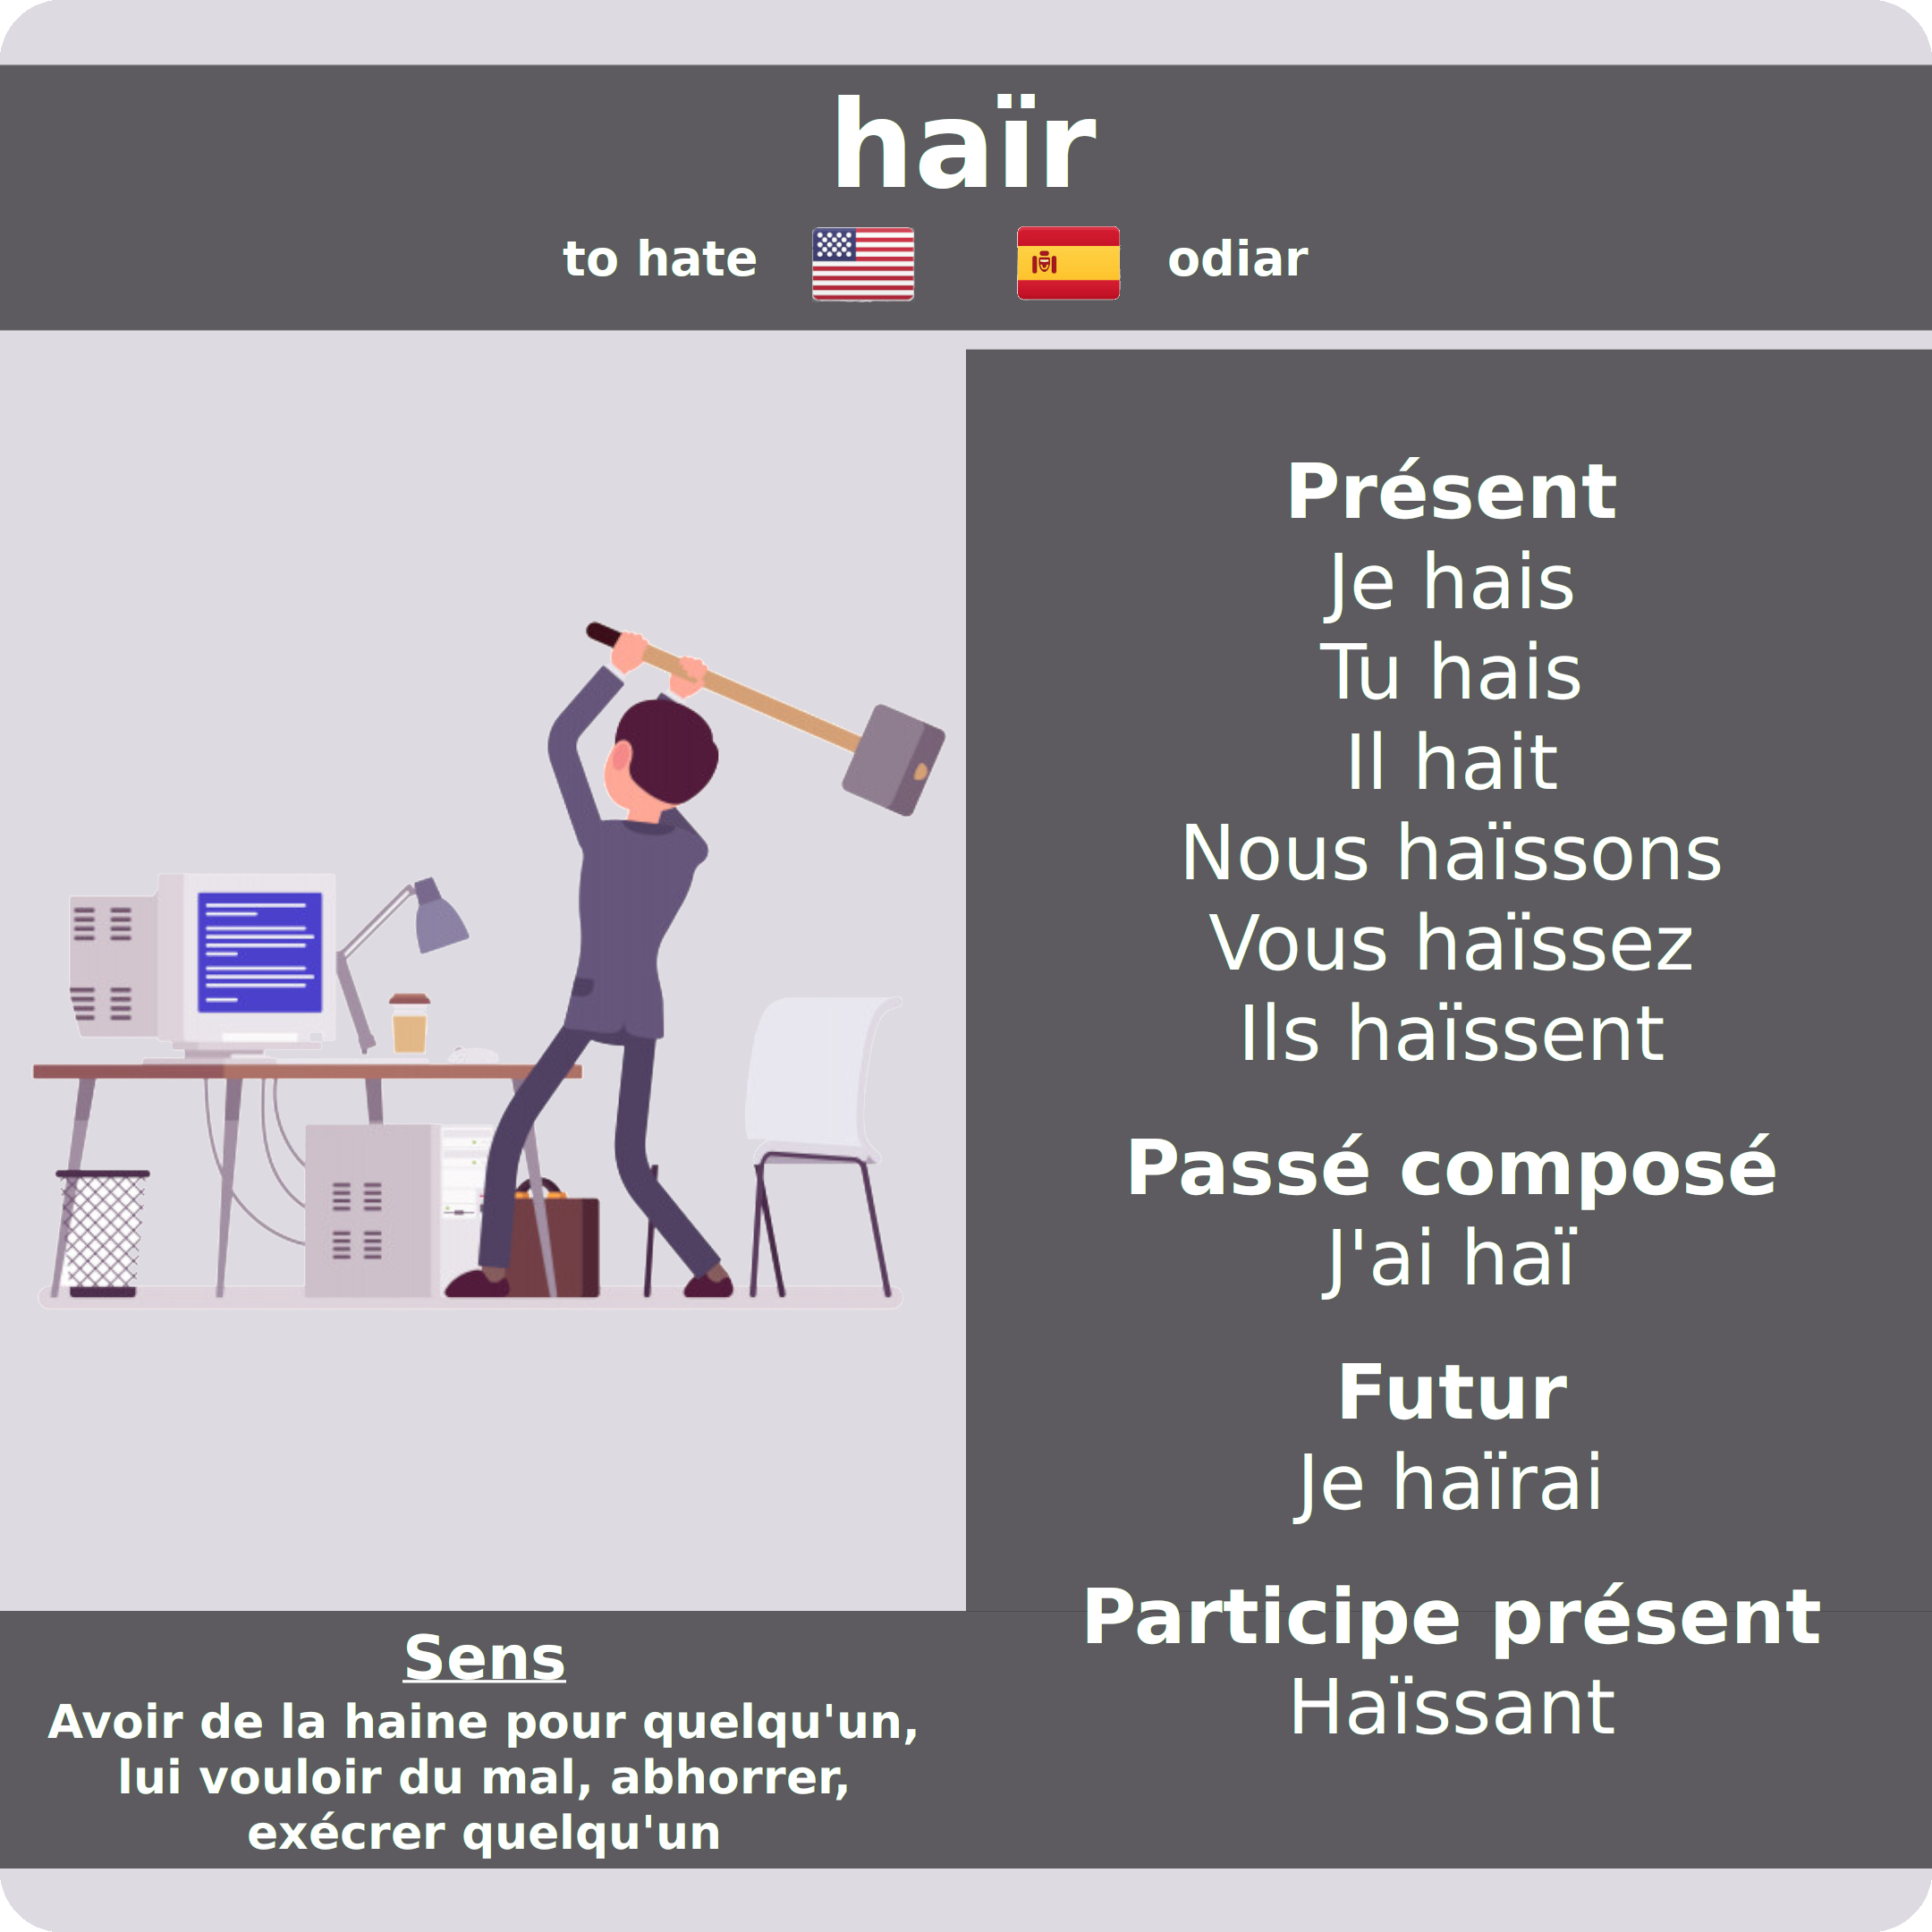 haïr
to hate
odiar
Présent
Je hais
Tu hais
Il hait
Nous haïssons
Vous haïssez
Ils haïssent
Passé composé
J'ai haï
Futur
Je haïrai
Participe présent
Haïssant
Sens
Avoir de la haine pour quelqu'un,
lui vouloir du mal, abhorrer,
exécrer quelqu'un